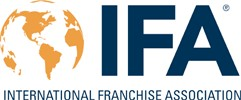 IFA®
INTERNATIONAL FRANCHISE ASSOCIATION